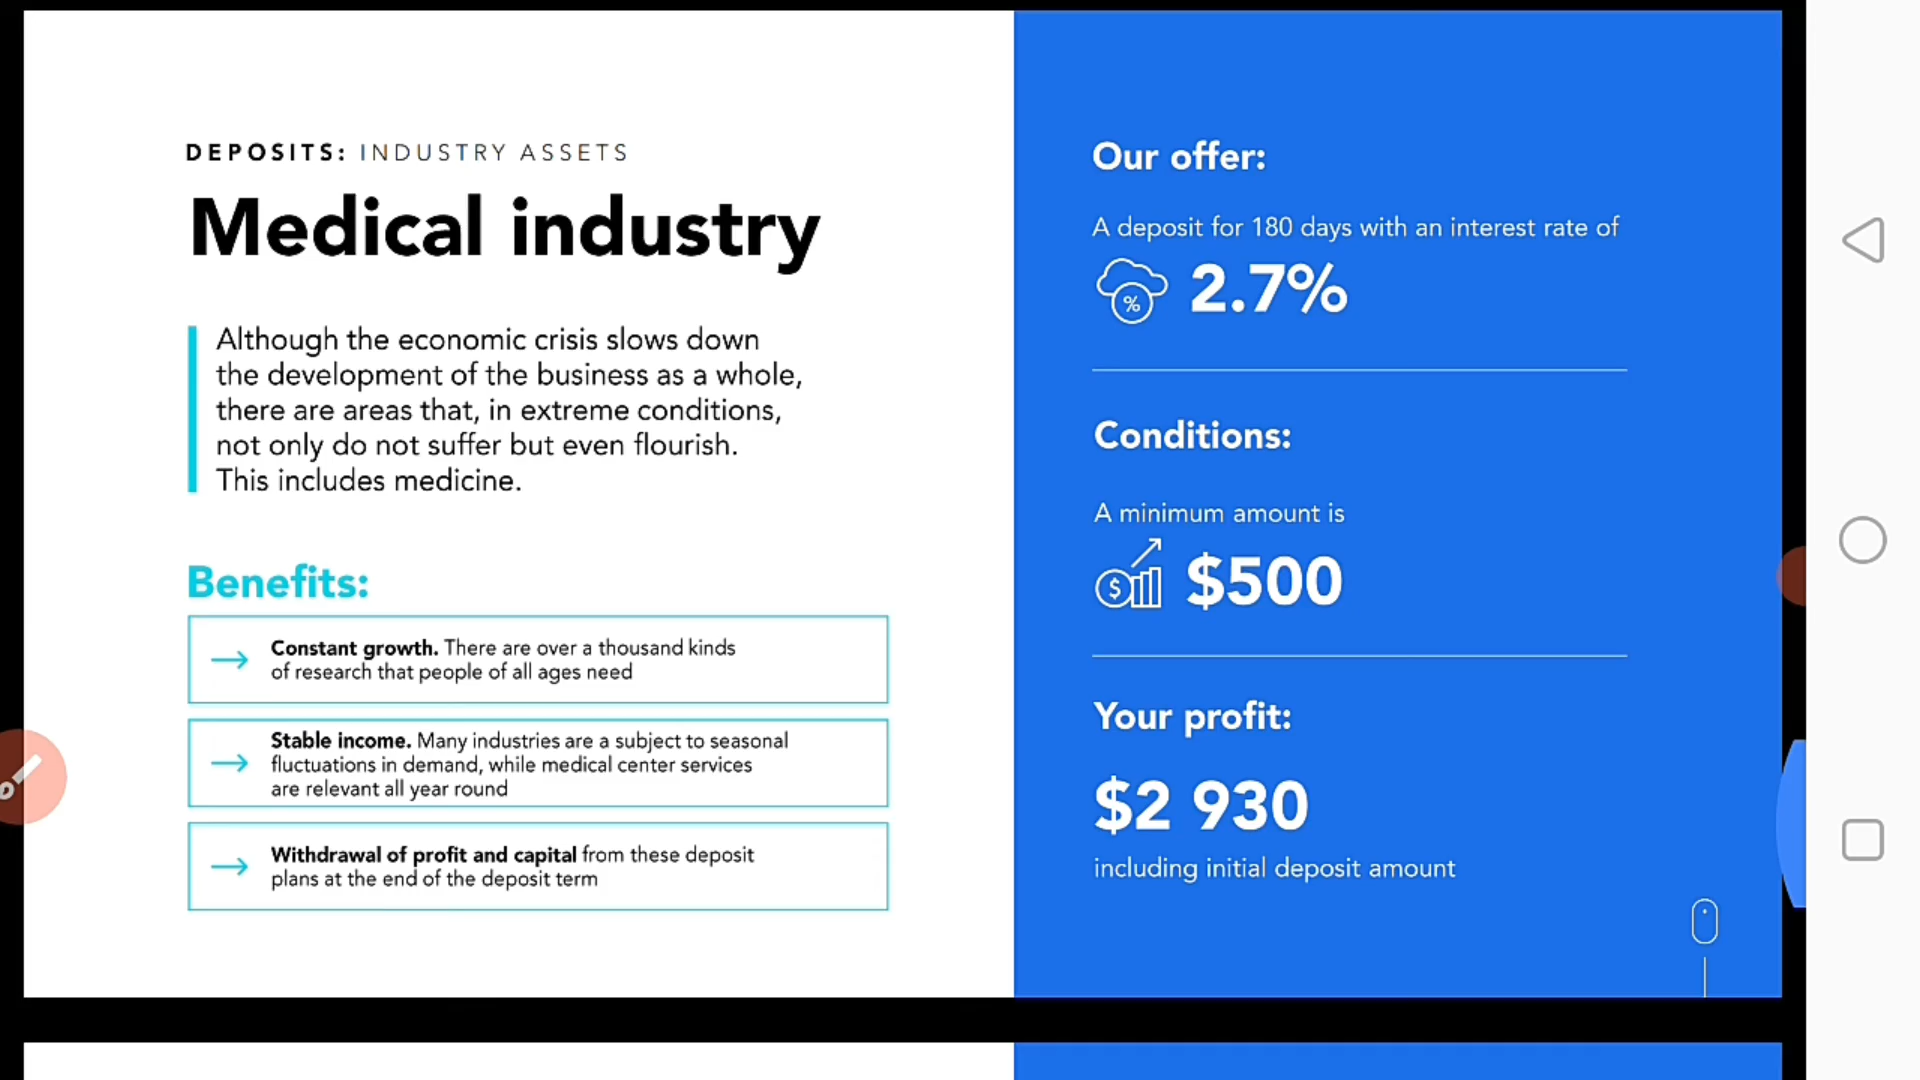 DEPOSITS: INDUSTRY ASSETS
Medical industry
Although the economic crisis slows down
the development of the business as a whole,
there are areas that, in extreme conditions,
not only do not suffer but even flourish.
This includes medicine.
Benefits:
Constant growth. There are over a thousand kinds
of research that people of all ages need
Stable income. Many industries are a subject to seasonal
fluctuations in demand, while medical center services
are relevant all year round
Withdrawal of profit and capital from these deposit
plans at the end of the deposit term
Our offer:
A deposit for 180 days with an interest rate of
% 2.7%
Conditions:
A minimum amount is
$ $500
Your profit:
$2 930
including initial deposit amount